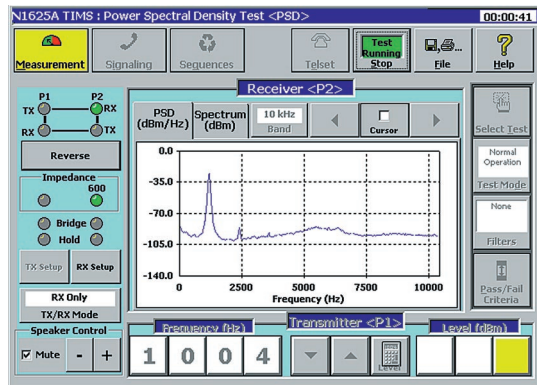 N1625A TIMS : Power Spectral Density Test <PSD> 00:00:41
Measurement
Signaling
Sequences
Telset
Test Running
Stop
File
Help
P1 P2
TX RX
RX TX
Reverse
Impedance
600
Bridge
Hold
TX Setup RX Setup
RX Only
TX/RX Mode
Speaker Control
Mute - +
Receiver <P2>
PSD (dBm/Hz)
Spectrum (dBm)
10 kHz
Band
Cursor
0.0
-35.0
-70.0
-105.0
-140.0
0 2500 5000 7500 10000
Frequency (Hz)
Select Test
Normal Operation
Test Mode
None
Filters
Pass/Fail Criteria
Transmitter <P1>
Frequency (Hz)
Level (dBm)
1 0 0 4
Level